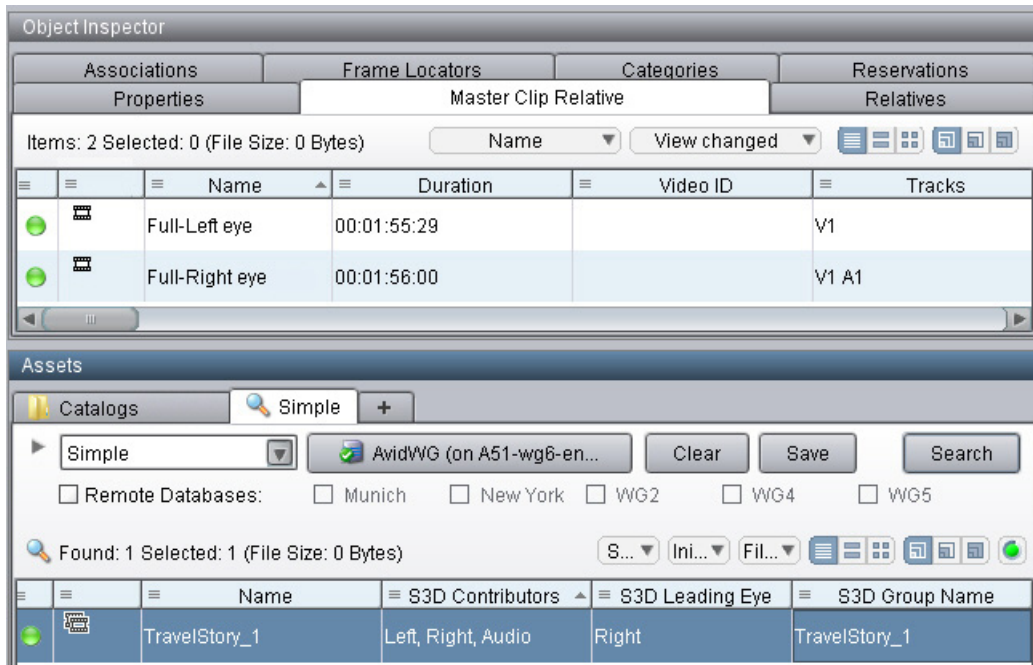 Object Inspector
Associations Frame Locators Categories Reservations
Properties Master Clip Relative Relatives
Items: 2 Selected: 0 (File Size: 0 Bytes) Name View changed
Name Duration Video ID Tracks
Full-Left eye 00:01:55:29 V1
Full-Right eye 00:01:56:00 V1 A1
Assets
Catalogs Simple +
Simple AvidWG (on A51-wg6-en... Clear Save Search
Remote Databases: Munich New York WG2 WG4 WG5
Found: 1 Selected: 1 (File Size: 0 Bytes) S... Ini... Fil...
Name S3D Contributors S3D Leading Eye S3D Group Name
TravelStory_1 Left, Right, Audio Right TravelStory_1